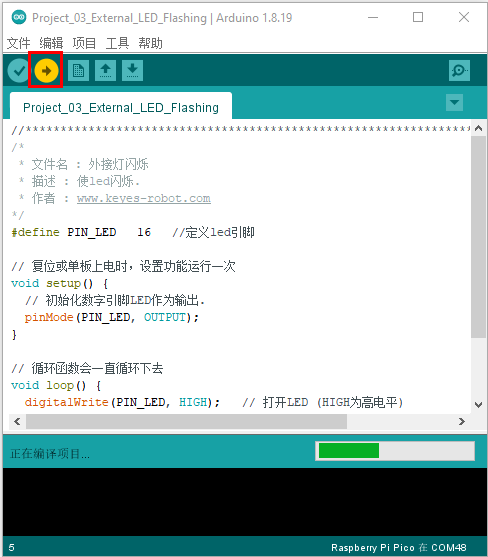 Project_03_External_LED_Flashing | Arduino 1.8.19
文件 编辑 项目 工具 帮助
Project_03_External_LED_Flashing
//****************************************************************
/*
 * 文件名 : 外接灯闪烁
 * 描述 : 使led闪烁.
 * 作者 : www.keyes-robot.com
*/
#define PIN_LED   16   //定义led引脚
// 复位或单板上电时，设置功能运行一次
void setup() {
  // 初始化数字引脚LED作为输出.
  pinMode(PIN_LED, OUTPUT);
}
// 循环函数会一直循环下去
void loop() {
  digitalWrite(PIN_LED, HIGH);   // 打开LED (HIGH为高电平)
正在编译项目...
5
Raspberry Pi Pico 在 COM48